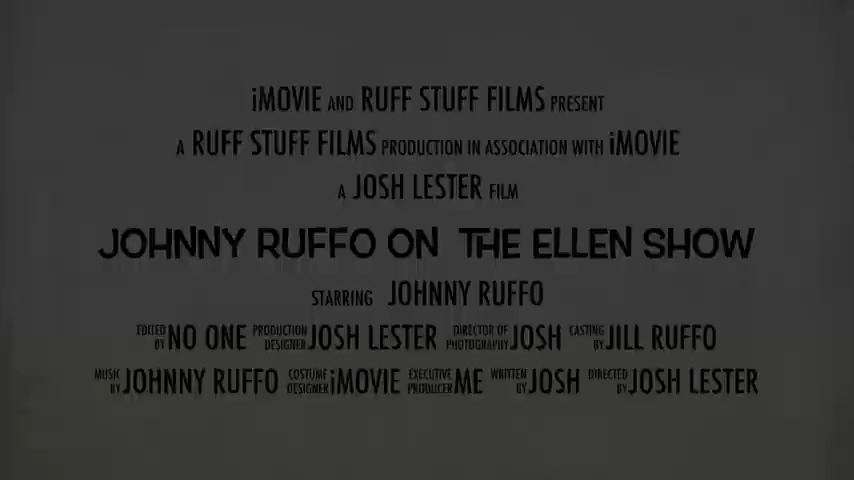 iMOVIE AND RUFF STUFF FILMS PRESENT
A RUFF STUFF FILMS PRODUCTION IN ASSOCIATION WITH iMOVIE
A JOSH LESTER FILM
JOHNNY RUFFO ON THE ELLEN SHOW
STARRING JOHNNY RUFFO
EDITED BY NO ONE PRODUCTION DESIGNER JOSH LESTER DIRECTOR OF PHOTOGRAPHY JOSH CASTING BY JILL RUFFO
MUSIC BY JOHNNY RUFFO COSTUME DESIGNER iMOVIE EXECUTIVE PRODUCER ME WRITTEN BY JOSH DIRECTED BY JOSH LESTER